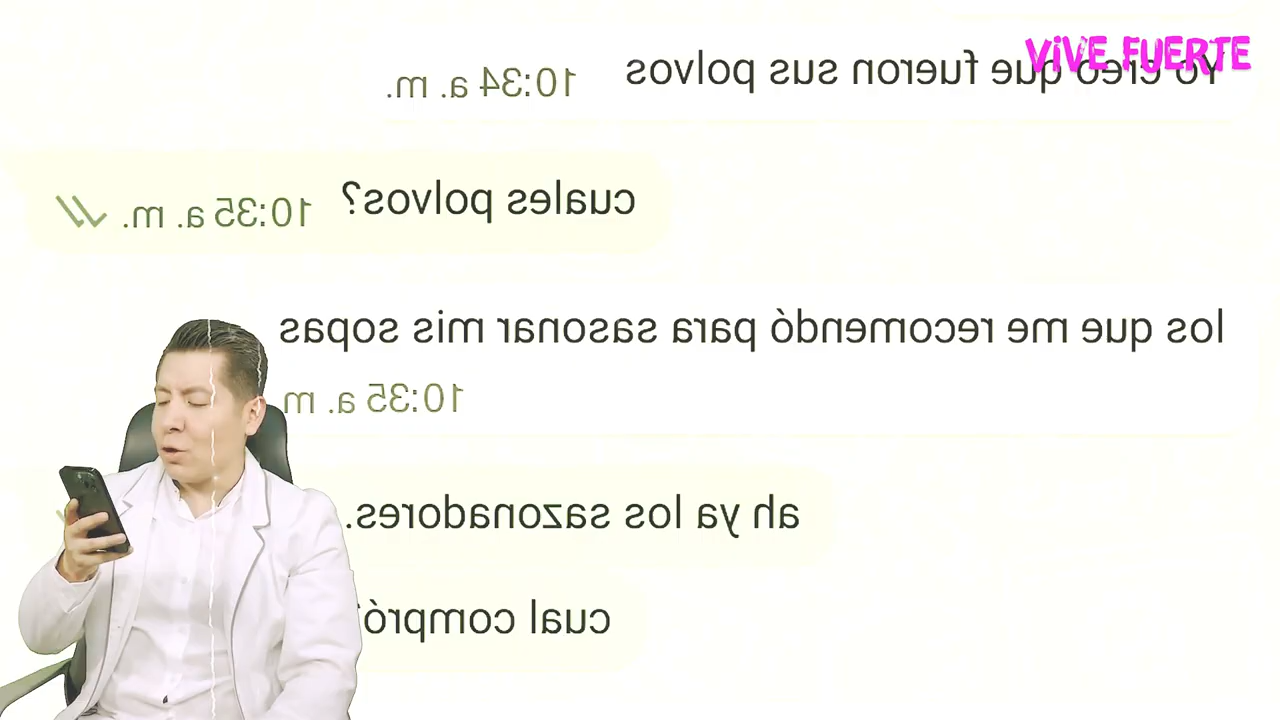 ViVE FUERTE
Yo creo que fueron sus polvos 10:34 a. m.
cuales polvos? 10:35 a. m.
los que me recomendó para sasonar mis sopas
10:35 a. m
ah ya los sazonadores.
cual compró?